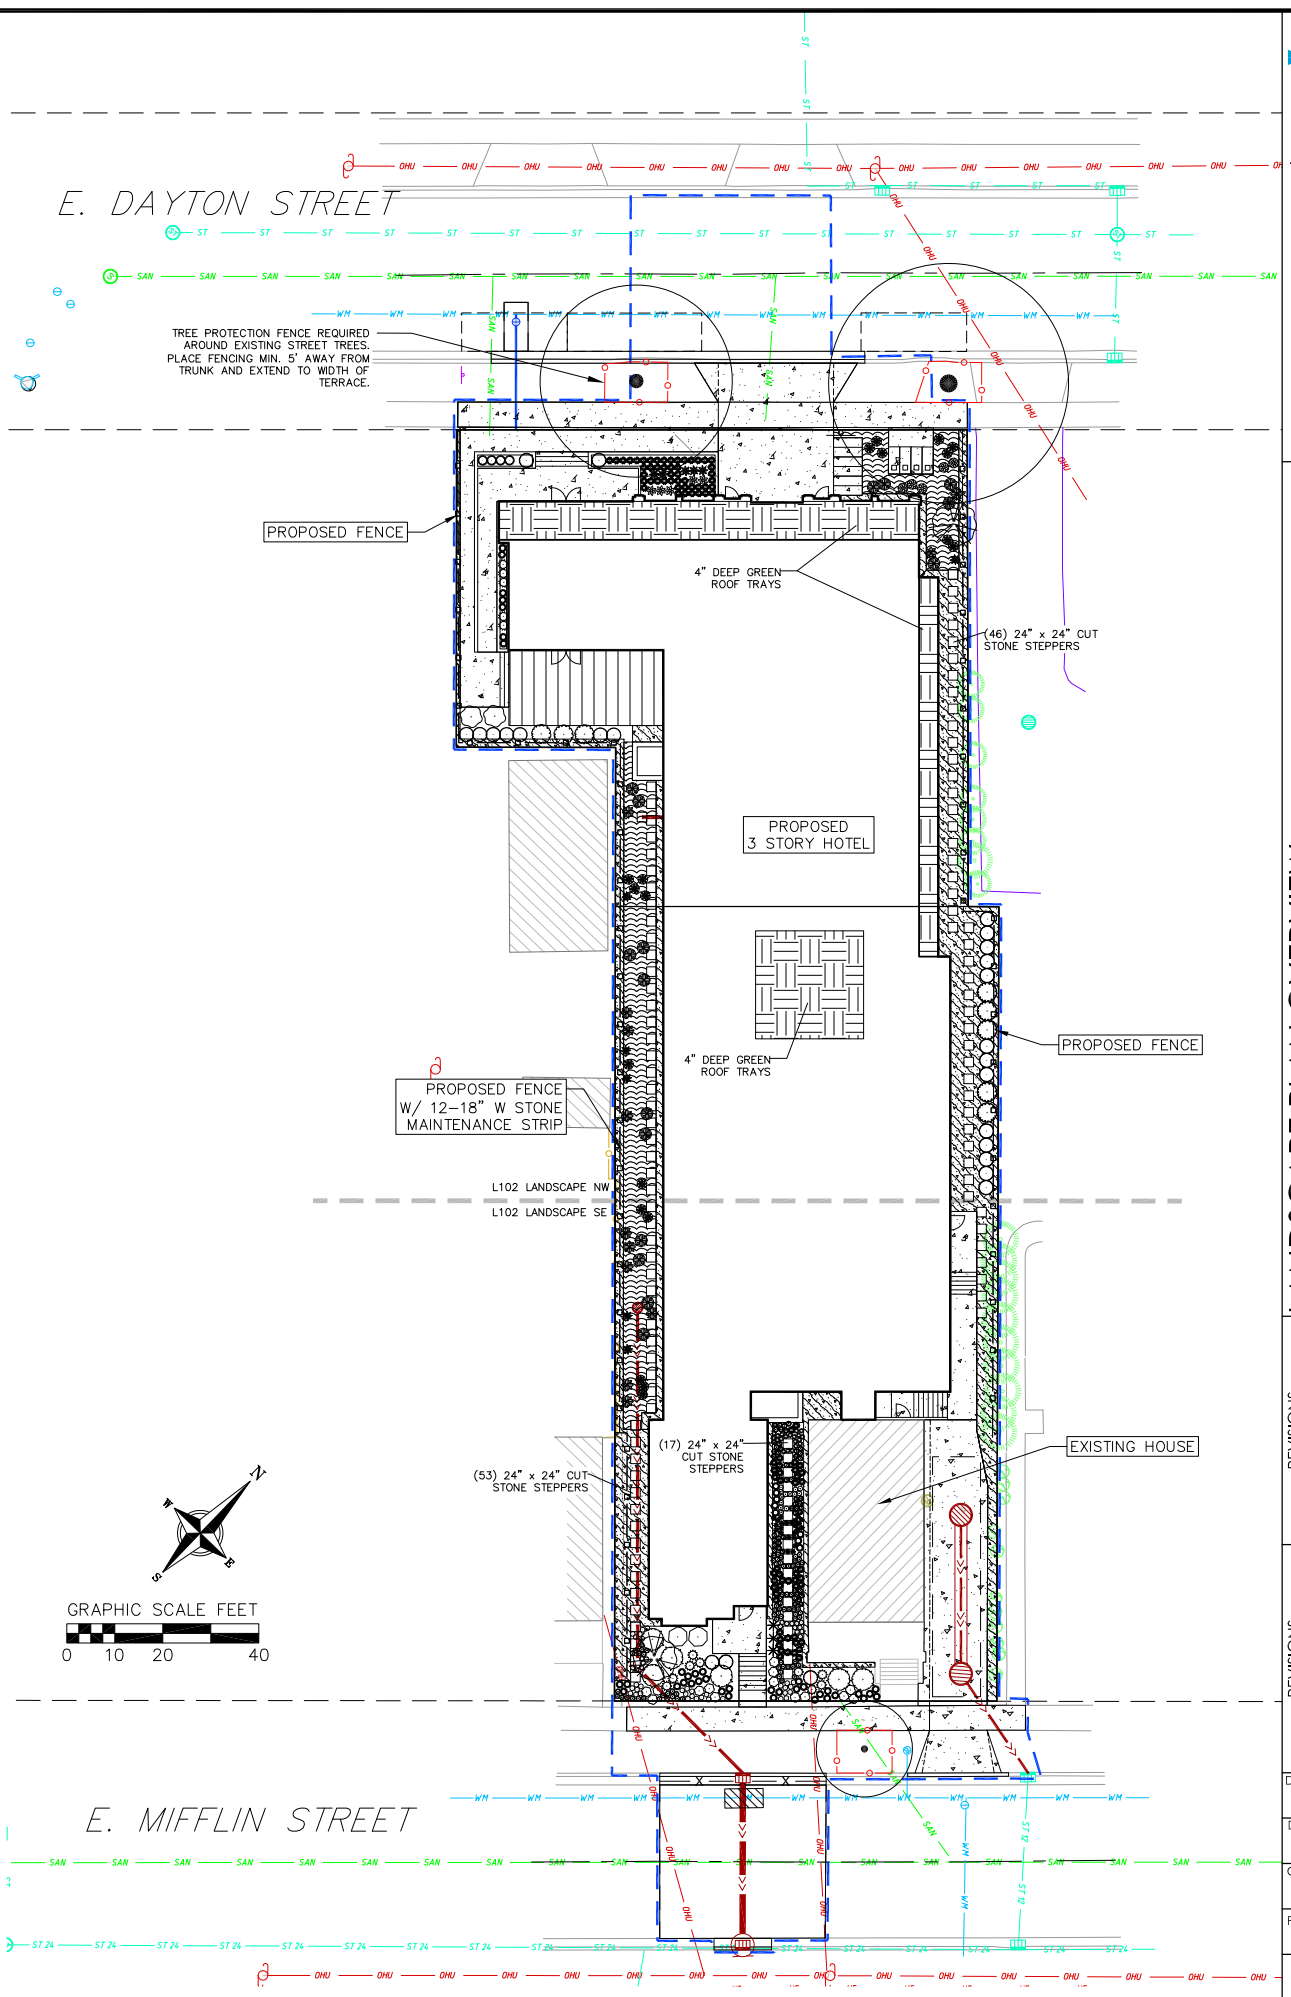 E. DAYTON STREET
TREE PROTECTION FENCE REQUIRED
AROUND EXISTING STREET TREES.
PLACE FENCING MIN. 5' AWAY FROM
TRUNK AND EXTEND TO WIDTH OF
TERRACE.
PROPOSED FENCE
4" DEEP GREEN
ROOF TRAYS
(46) 24" x 24" CUT
STONE STEPPERS
PROPOSED
3 STORY HOTEL
4" DEEP GREEN
ROOF TRAYS
PROPOSED FENCE
PROPOSED FENCE
W/ 12-18" W STONE
MAINTENANCE STRIP
L102 LANDSCAPE NW
L102 LANDSCAPE SE
(17) 24" x 24"
CUT STONE
STEPPERS
(53) 24" x 24" CUT
STONE STEPPERS
EXISTING HOUSE
N
W
E
S
GRAPHIC SCALE FEET
0 10 20 40
E. MIFFLIN STREET
REVISIONS